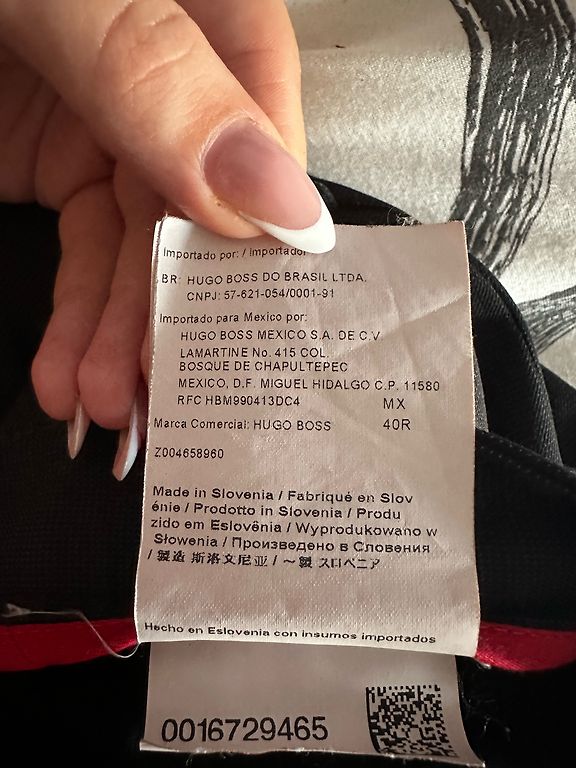 Importado por: / Importador
BR: HUGO BOSS DO BRASIL LTDA.
CNPJ: 57-621-054/0001-91
Importado para Mexico por:
HUGO BOSS MEXICO S.A. DE C.V
LAMARTINE No. 415 COL.
BOSQUE DE CHAPULTEPEC
MEXICO, D.F. MIGUEL HIDALGO C.P. 11580
RFC HBM990413DC4 MX
Marca Comercial: HUGO BOSS 40R
Z004658960
Made in Slovenia / Fabriqué en Slov
énie / Prodotto in Slovenia / Produ
zido em Eslovênia / Wyprodukowano w
Słowenia / Произведено в Словения
/ 製造 斯洛文尼亚 / ～製 スロベニア
Hecho en Eslovenia con insumos importados
0016729465